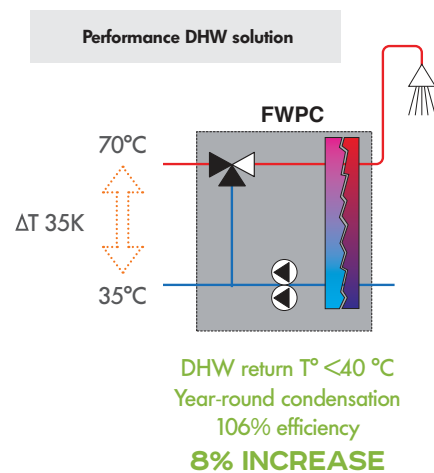 Performance DHW solution
FWPC
70°C
ΔT 35K
35°C
DHW return T° <40 °C
Year-round condensation
106% efficiency
8% INCREASE